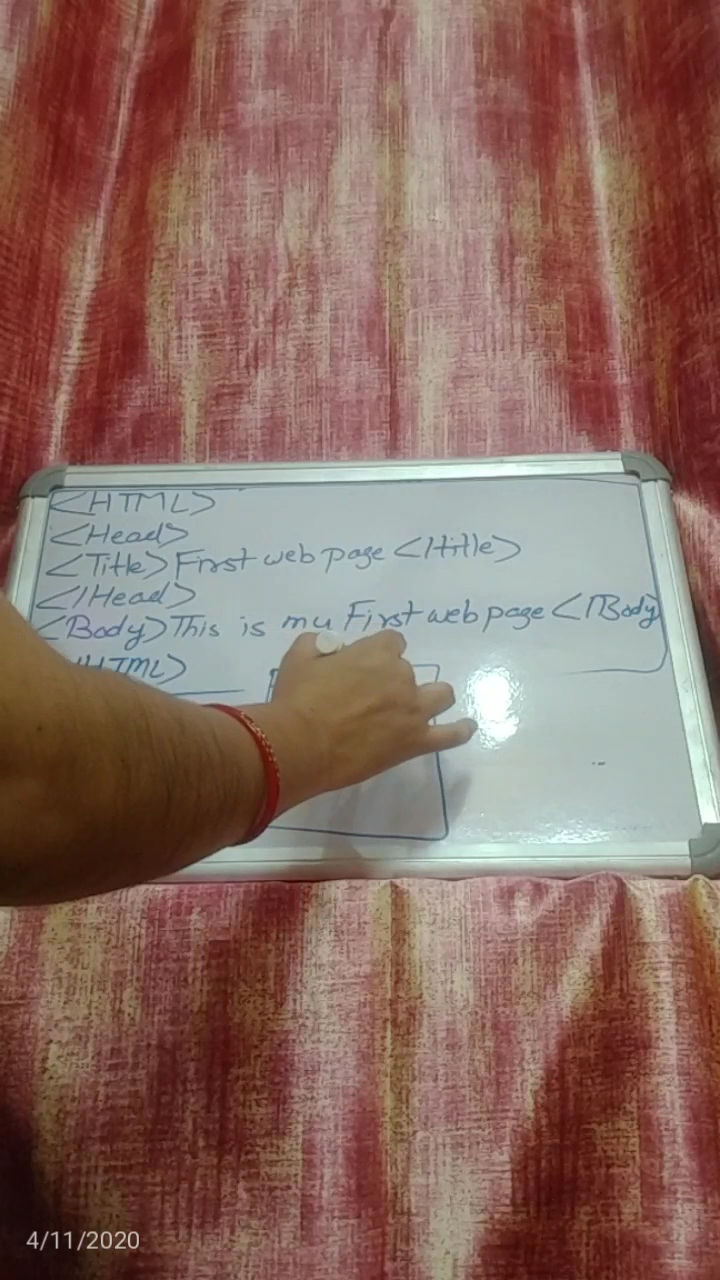 <HTML>
<Head>
<Title> First web page </title>
</Head>
<Body> This is my First web page </Body
HTML>
4/11/2020